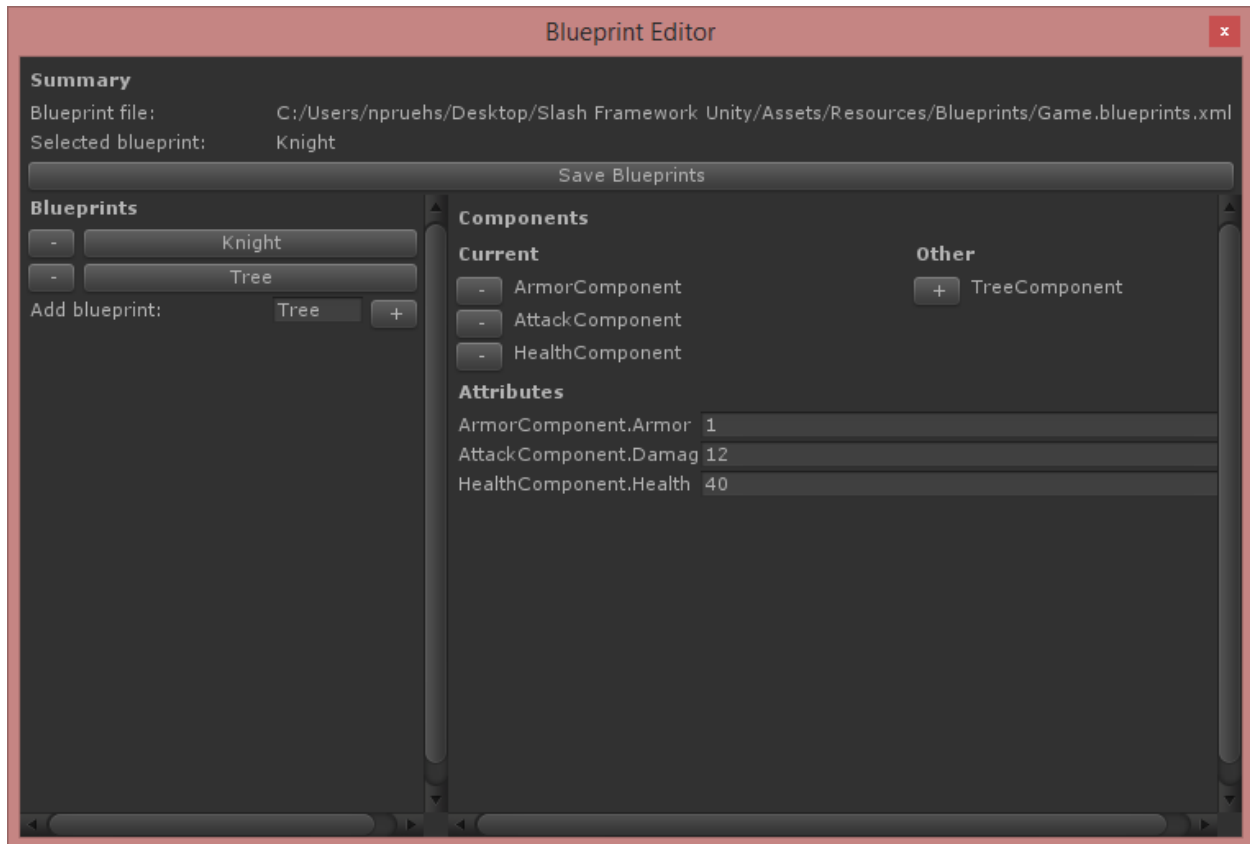 Blueprint Editor
x
Summary
Blueprint file: C:/Users/npruehs/Desktop/Slash Framework Unity/Assets/Resources/Blueprints/Game.blueprints.xml
Selected blueprint: Knight
Save Blueprints
Blueprints
- Knight
- Tree
Add blueprint: Tree +
Components
Current Other
- ArmorComponent + TreeComponent
- AttackComponent
- HealthComponent
Attributes
ArmorComponent.Armor 1
AttackComponent.Damag 12
HealthComponent.Health 40